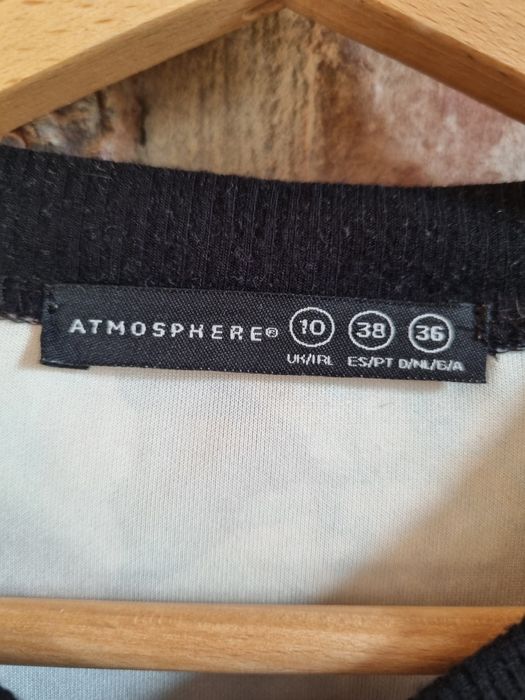 ATMOSPHERE® 10 38 36
UK/IRL ES/PT D/NL/B/A